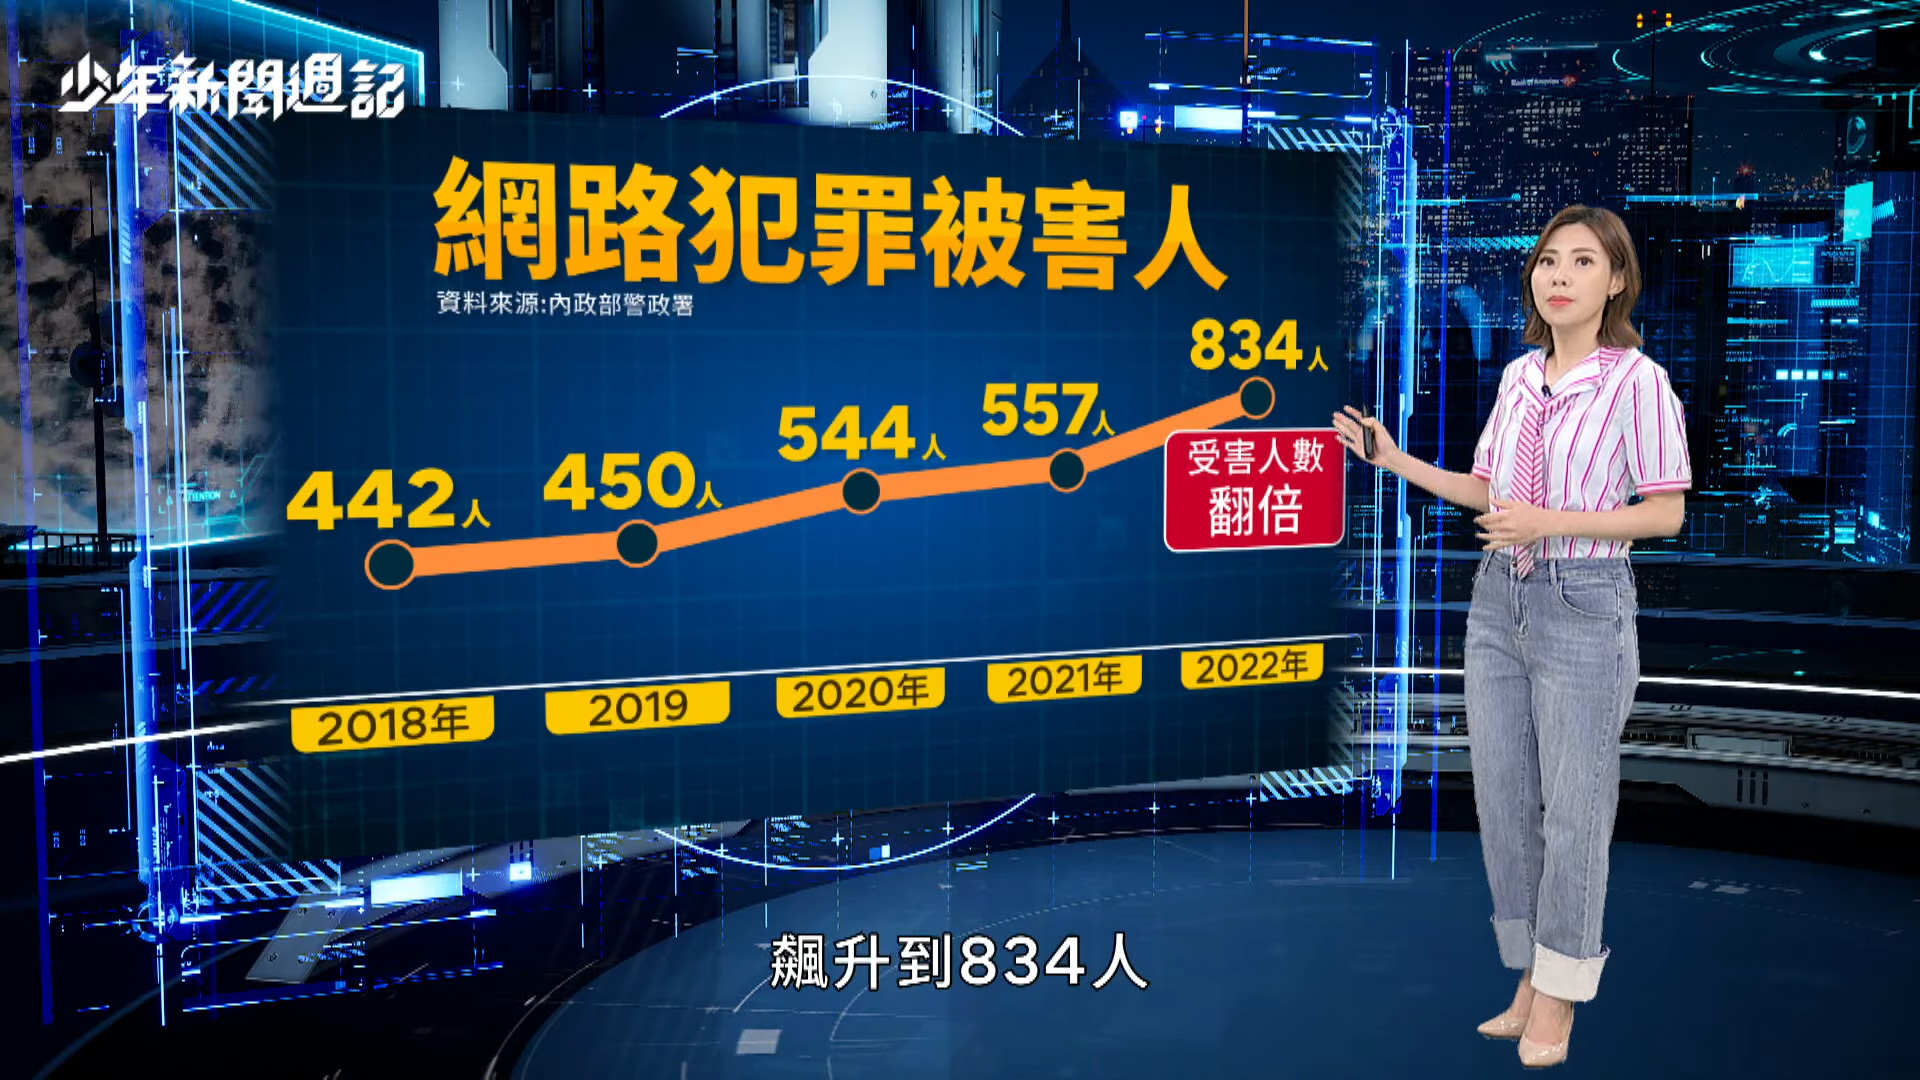 少年新聞週記
網路犯罪被害人
資料來源:內政部警政署
442人
450人
544人
557人
834人
受害人數
翻倍
2018年
2019
2020年
2021年
2022年
飆升到834人